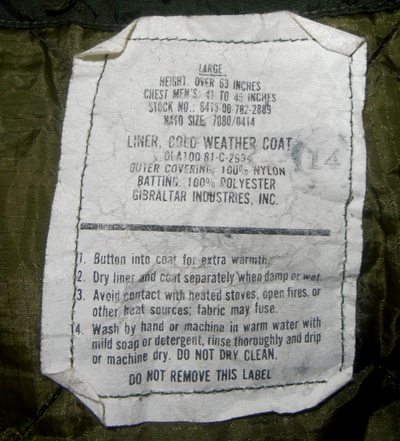 LARGE
HEIGHT, OVER 63 INCHES
CHEST MEN'S: 41 TO 45 INCHES
STOCK NO.: 8415-00-782-2889
NATO SIZE: 7080/0414
LINER, COLD WEATHER COAT
DLA100-81-C-2534
OUTER COVERING: 100% NYLON
BATTING: 100% POLYESTER
GIBRALTAR INDUSTRIES, INC.
114
1. Button into coat for extra warmth.
2. Dry liner and coat separately when damp or wet.
3. Avoid contact with heated stoves, open fires, or
other heat sources; fabric may fuse.
4. Wash by hand or machine in warm water with
mild soap or detergent, rinse thoroughly and drip
or machine dry. DO NOT DRY CLEAN.
DO NOT REMOVE THIS LABEL